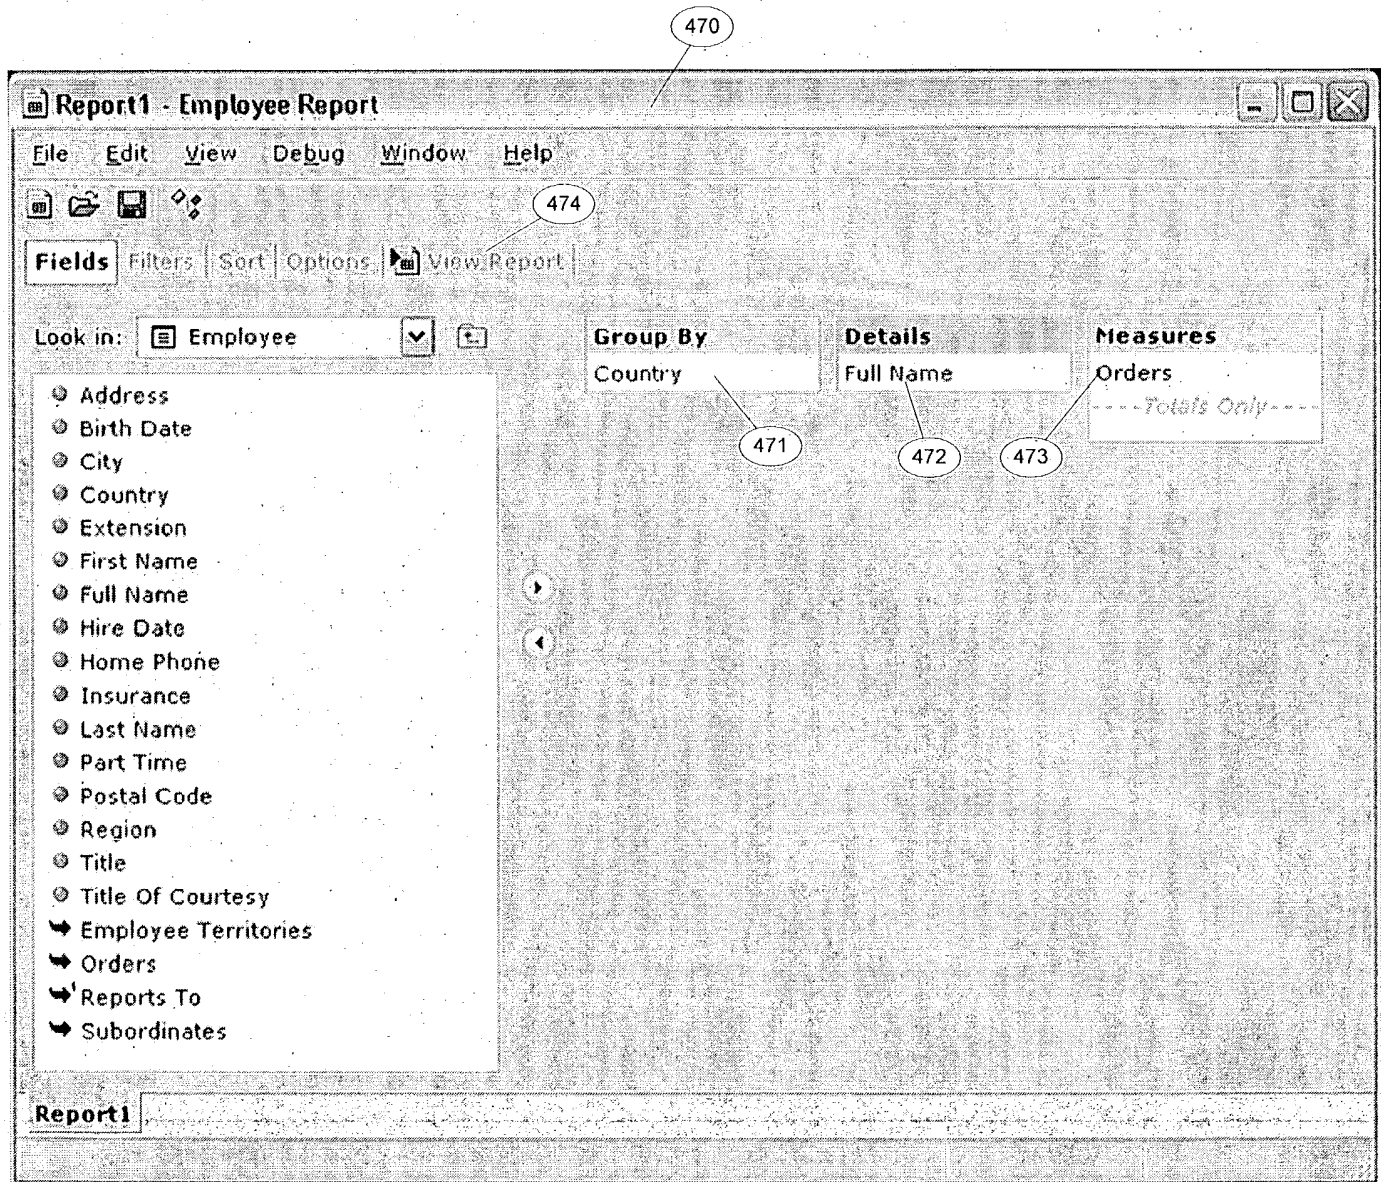 470
Report1 - Employee Report
File Edit View Debug Window Help
474
Fields Filters Sort Options View Report
Look in: Employee
Group By Details Measures
Country Full Name Orders
----Totals Only----
471 472 473
Address
Birth Date
City
Country
Extension
First Name
Full Name
Hire Date
Home Phone
Insurance
Last Name
Part Time
Postal Code
Region
Title
Title Of Courtesy
Employee Territories
Orders
Reports To
Subordinates
Report1